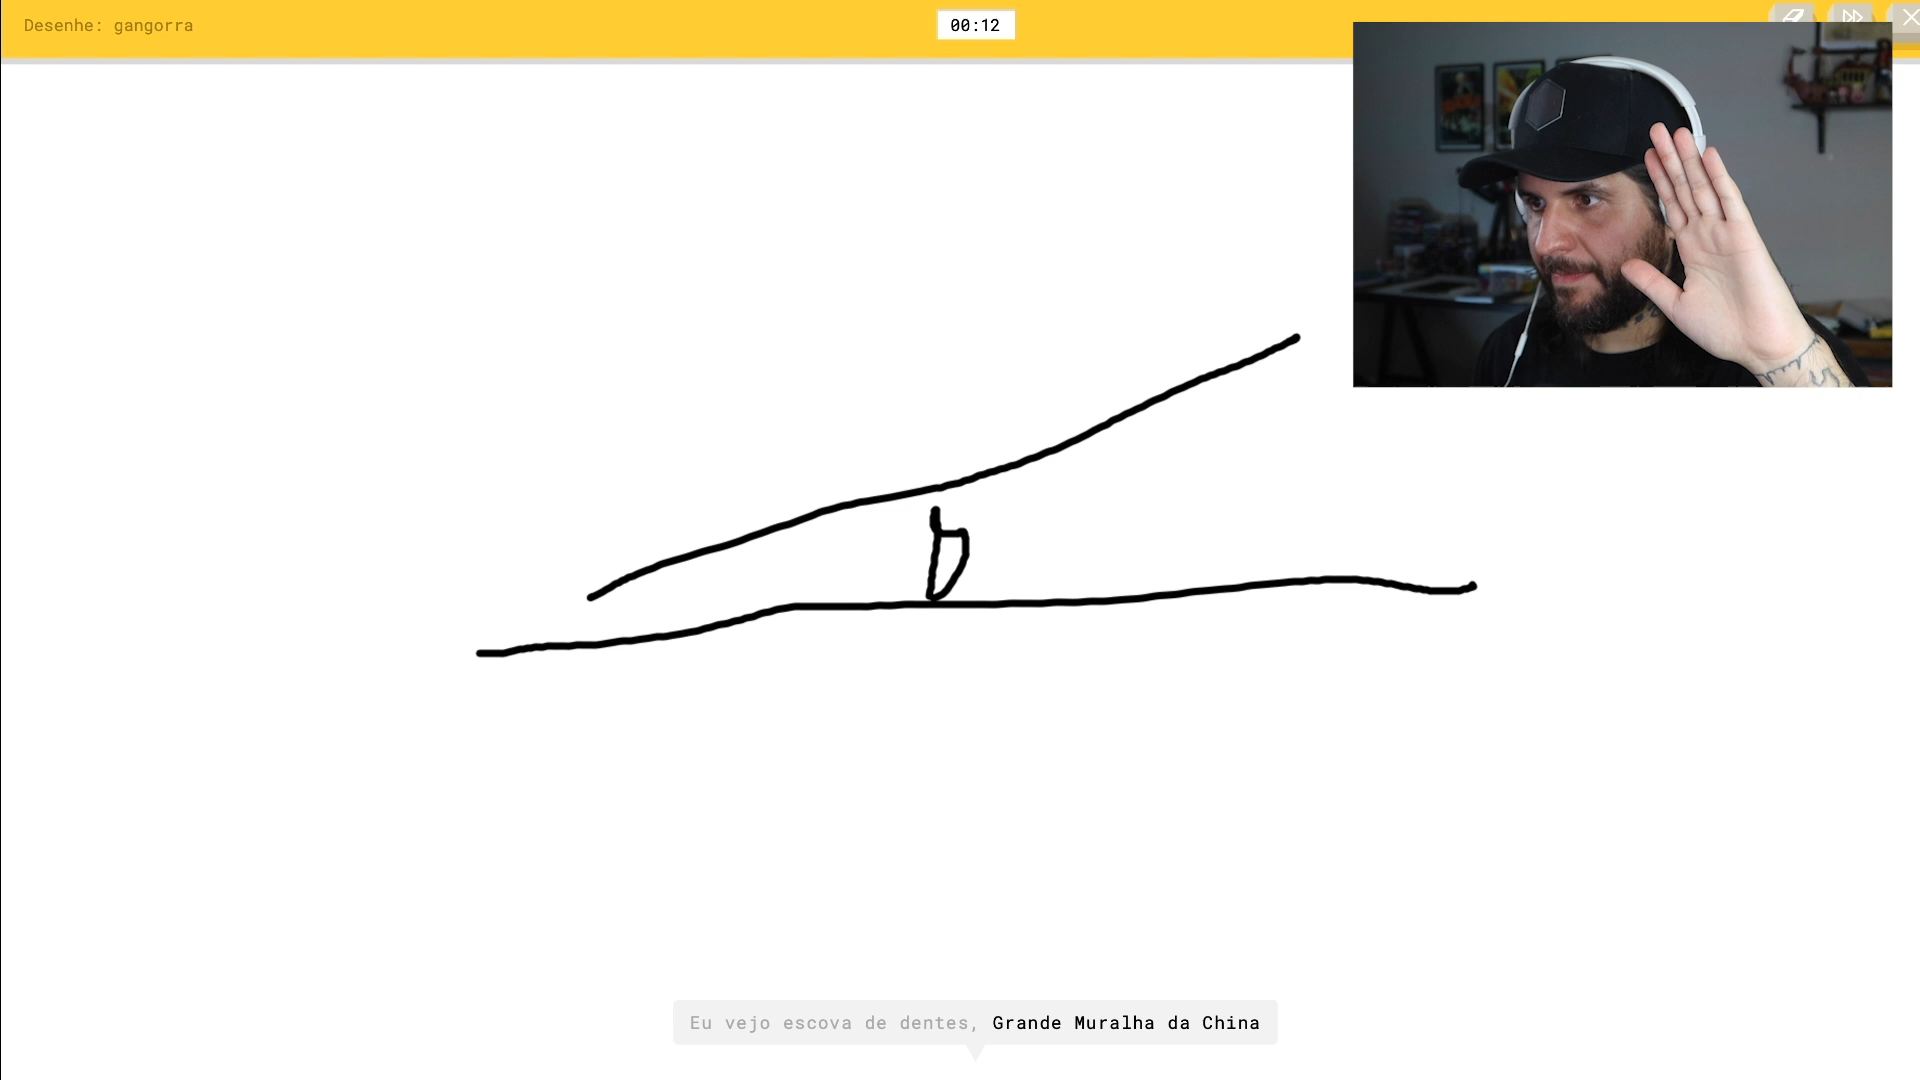 Desenhe: gangorra
00:12
Eu vejo escova de dentes, Grande Muralha da China